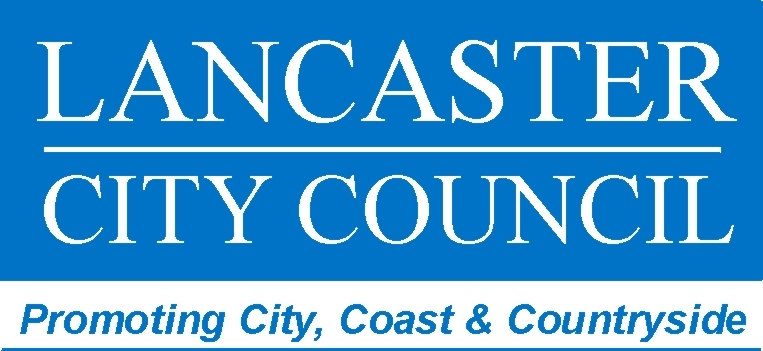 LANCASTER
CITY COUNCIL
Promoting City, Coast & Countryside